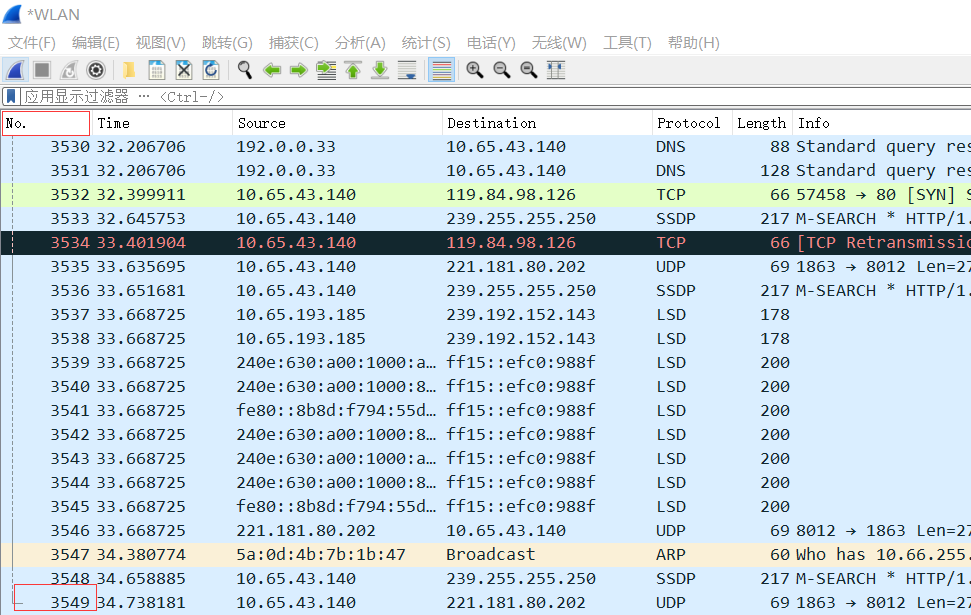 *WLAN
文件(F) 编辑(E) 视图(V) 跳转(G) 捕获(C) 分析(A) 统计(S) 电话(Y) 无线(W) 工具(T) 帮助(H)
应用显示过滤器 … <Ctrl-/>
No. Time Source Destination Protocol Length Info
3530 32.206706 192.0.0.33 10.65.43.140 DNS 88 Standard query res
3531 32.206706 192.0.0.33 10.65.43.140 DNS 128 Standard query res
3532 32.399911 10.65.43.140 119.84.98.126 TCP 66 57458 → 80 [SYN] S
3533 32.645753 10.65.43.140 239.255.255.250 SSDP 217 M-SEARCH * HTTP/1.
3534 33.401904 10.65.43.140 119.84.98.126 TCP 66 [TCP Retransmissio
3535 33.635695 10.65.43.140 221.181.80.202 UDP 69 1863 → 8012 Len=27
3536 33.651681 10.65.43.140 239.255.255.250 SSDP 217 M-SEARCH * HTTP/1.
3537 33.668725 10.65.193.185 239.192.152.143 LSD 178
3538 33.668725 10.65.193.185 239.192.152.143 LSD 178
3539 33.668725 240e:630:a00:1000:a… ff15::efc0:988f LSD 200
3540 33.668725 240e:630:a00:1000:8… ff15::efc0:988f LSD 200
3541 33.668725 fe80::8b8d:f794:55d… ff15::efc0:988f LSD 200
3542 33.668725 240e:630:a00:1000:8… ff15::efc0:988f LSD 200
3543 33.668725 240e:630:a00:1000:a… ff15::efc0:988f LSD 200
3544 33.668725 240e:630:a00:1000:8… ff15::efc0:988f LSD 200
3545 33.668725 fe80::8b8d:f794:55d… ff15::efc0:988f LSD 200
3546 33.668725 221.181.80.202 10.65.43.140 UDP 69 8012 → 1863 Len=27
3547 34.380774 5a:0d:4b:7b:1b:47 Broadcast ARP 60 Who has 10.66.255.
3548 34.658885 10.65.43.140 239.255.255.250 SSDP 217 M-SEARCH * HTTP/1.
3549 34.738181 10.65.43.140 221.181.80.202 UDP 69 1863 → 8012 Len=27